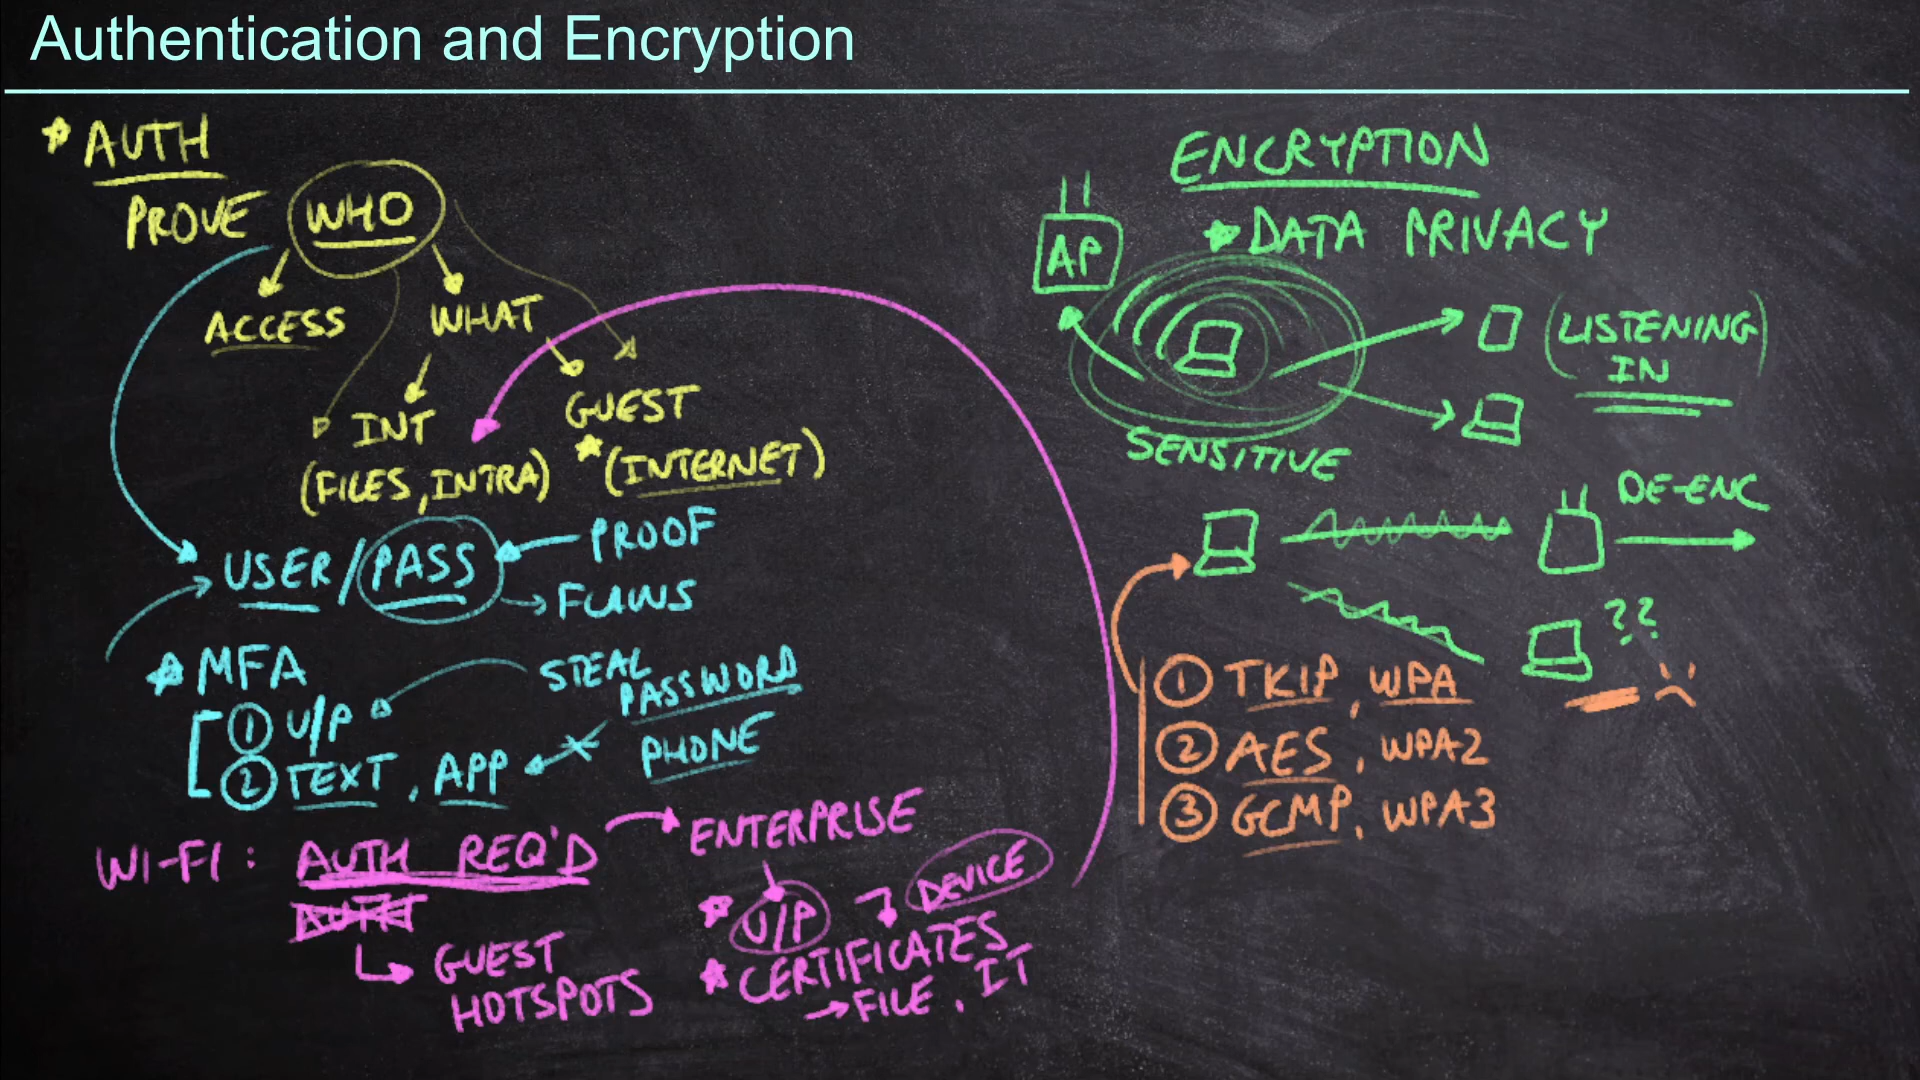 Authentication and Encryption
* AUTH
PROVE WHO
ACCESS
WHAT
INT
(FILES, INTRA)
GUEST
* (INTERNET)
USER/PASS
PROOF
FLAWS
* MFA
① U/P
② TEXT, APP
STEAL
PASSWORD
PHONE
WI-FI: AUTH REQ'D
AUTH
GUEST
HOTSPOTS
ENTERPRISE
* U/P
DEVICE
* CERTIFICATES
→ FILE, IT
ENCRYPTION
* DATA PRIVACY
AP
(LISTENING
IN)
SENSITIVE
DE-ENC
??
① TKIP, WPA
② AES, WPA2
③ GCMP, WPA3